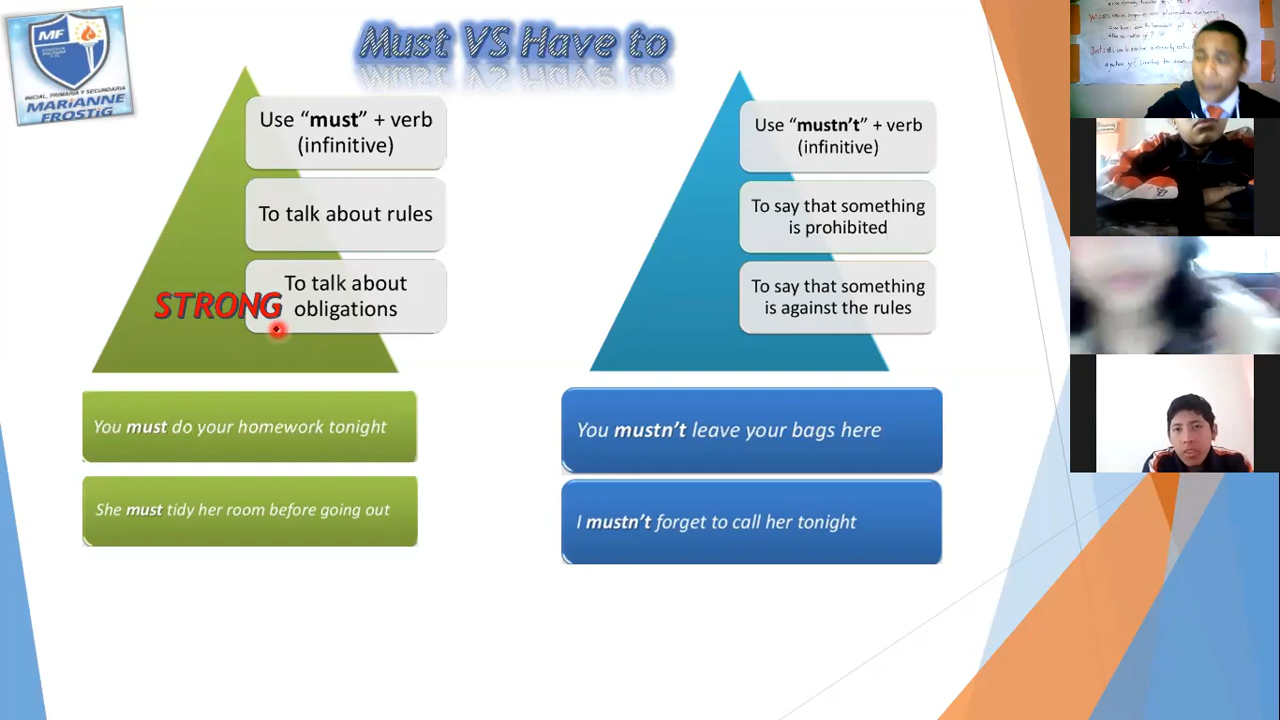 Must VS Have to
MF
INICIAL, PRIMARIA Y SECUNDARIA
MARIANNE
FROSTIG
Use “must” + verb
(infinitive)
To talk about rules
To talk about
STRONG obligations
You must do your homework tonight
She must tidy her room before going out
Use “mustn’t” + verb
(infinitive)
To say that something
is prohibited
To say that something
is against the rules
You mustn’t leave your bags here
I mustn’t forget to call her tonight